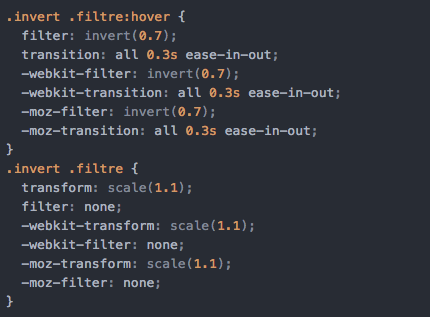 .invert .filtre:hover {
  filter: invert(0.7);
  transition: all 0.3s ease-in-out;
  -webkit-filter: invert(0.7);
  -webkit-transition: all 0.3s ease-in-out;
  -moz-filter: invert(0.7);
  -moz-transition: all 0.3s ease-in-out;
}
.invert .filtre {
  transform: scale(1.1);
  filter: none;
  -webkit-transform: scale(1.1);
  -webkit-filter: none;
  -moz-transform: scale(1.1);
  -moz-filter: none;
}